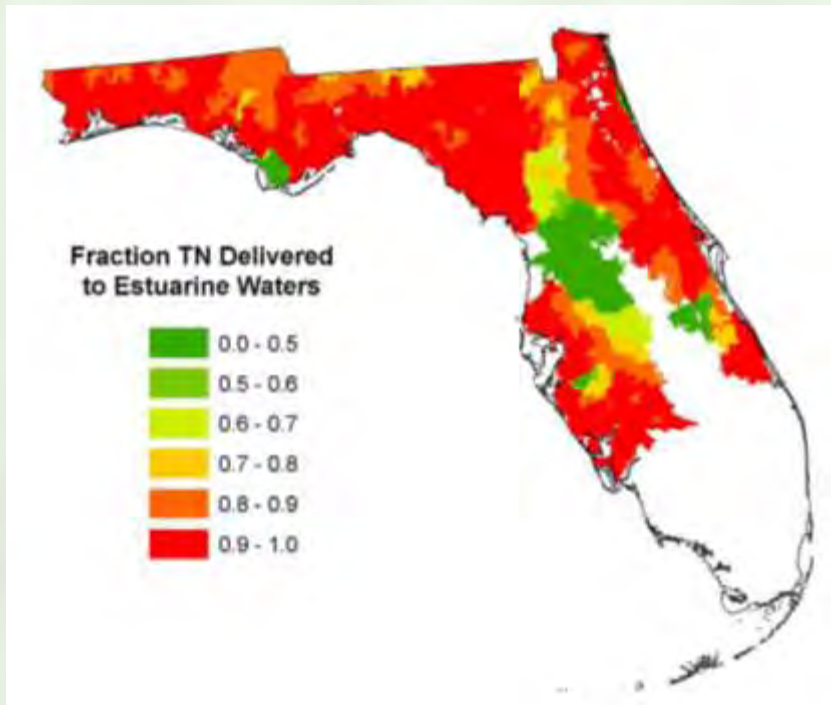 Fraction TN Delivered
to Estuarine Waters
0.0 - 0.5
0.5 - 0.6
0.6 - 0.7
0.7 - 0.8
0.8 - 0.9
0.9 - 1.0